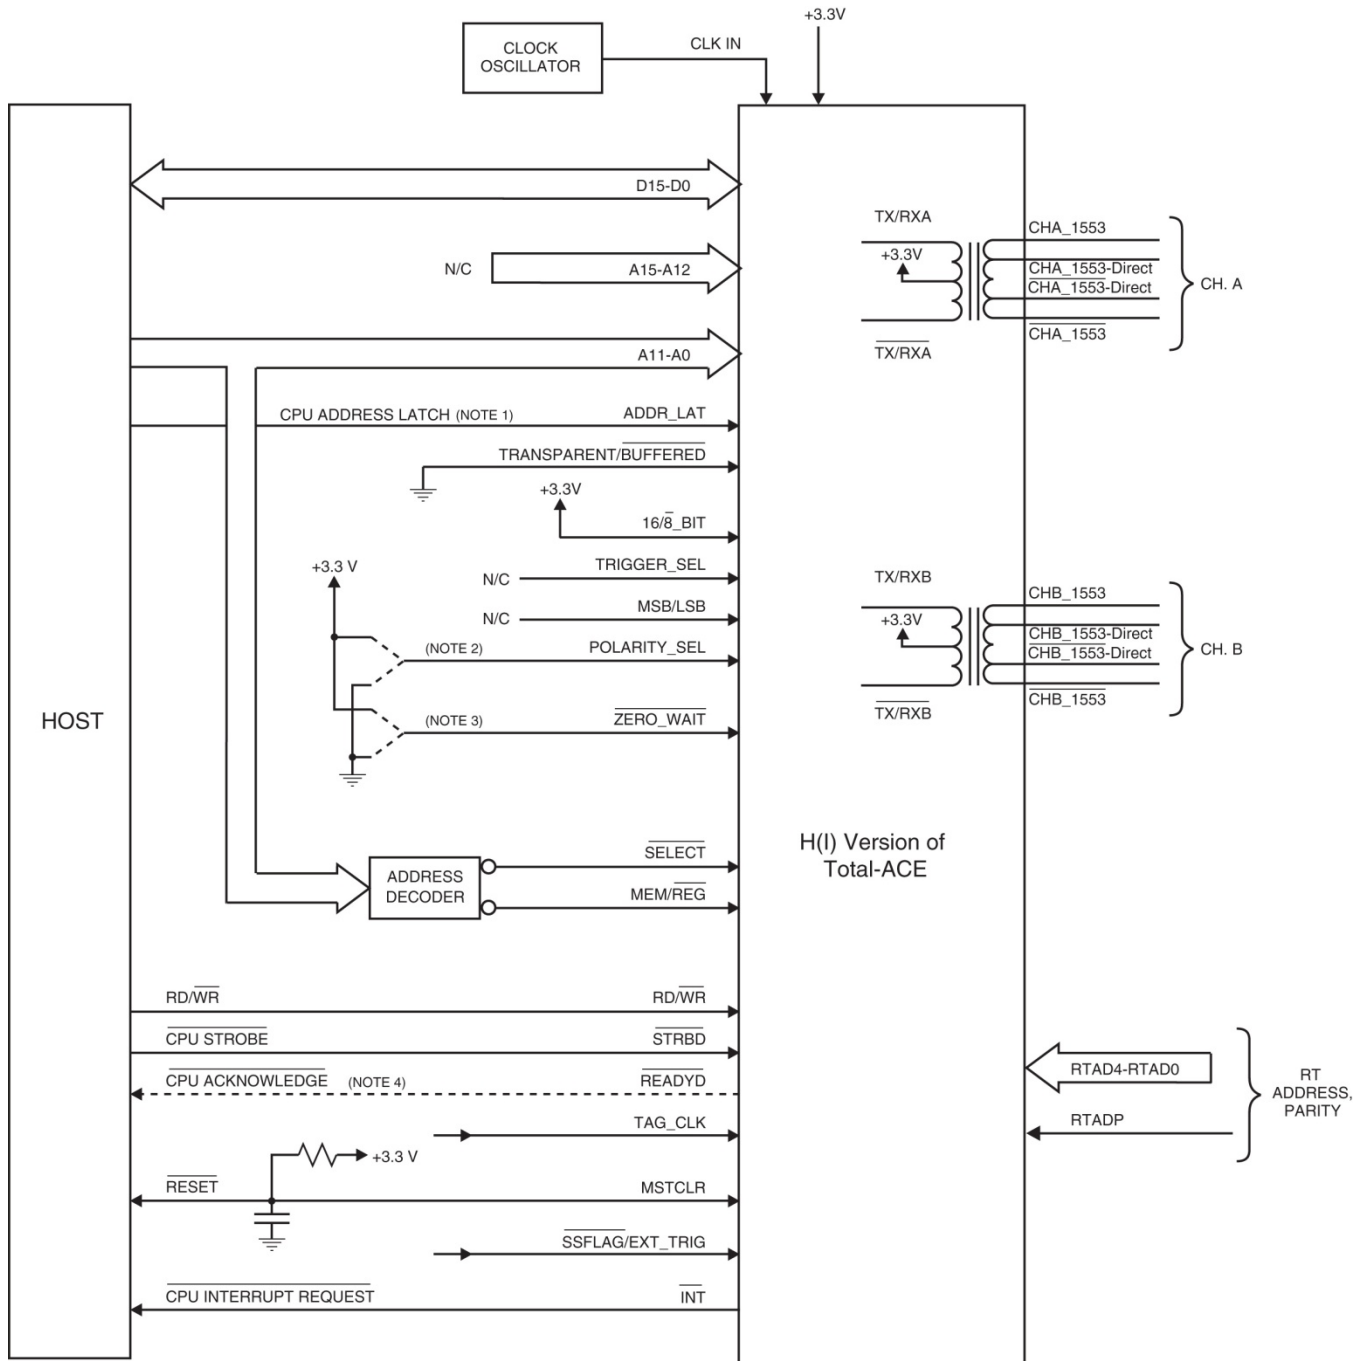 +3.3V
CLOCK
OSCILLATOR
CLK IN
D15-D0
TX/RXA
CHA_1553
+3.3V
CHA_1553-Direct
CHA_1553-Direct
CH. A
N/C
A15-A12
CHA_1553
TX/RXA
A11-A0
CPU ADDRESS LATCH (NOTE 1)
ADDR_LAT
TRANSPARENT/BUFFERED
+3.3V
16/8_BIT
+3.3 V
N/C
TRIGGER_SEL
TX/RXB
CHB_1553
N/C
MSB/LSB
+3.3V
CHB_1553-Direct
CHB_1553-Direct
CH. B
(NOTE 2)
POLARITY_SEL
CHB_1553
TX/RXB
HOST
(NOTE 3)
ZERO_WAIT
H(I) Version of
Total-ACE
ADDRESS
DECODER
SELECT
MEM/REG
RD/WR
RD/WR
CPU STROBE
STRBD
CPU ACKNOWLEDGE
(NOTE 4)
READYD
RTAD4-RTAD0
RT
ADDRESS,
PARITY
RTADP
TAG_CLK
+3.3 V
RESET
MSTCLR
SSFLAG/EXT_TRIG
CPU INTERRUPT REQUEST
INT